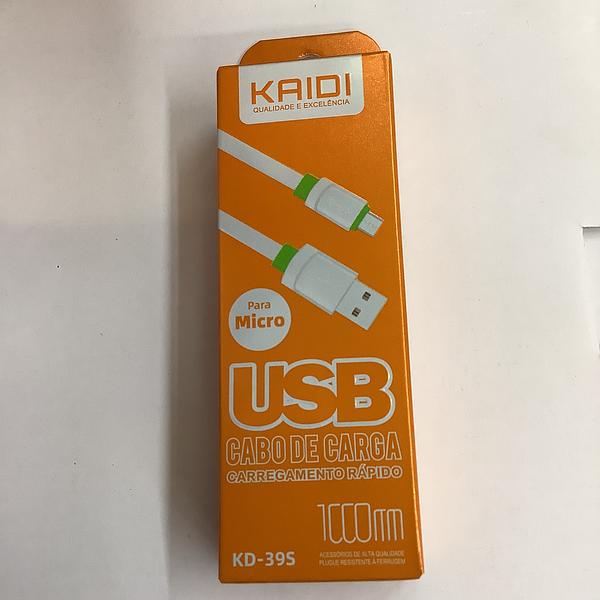 KAIDI
QUALIDADE E EXCELÊNCIA
Para
Micro
USB
CABO DE CARGA
CARREGAMENTO RÁPIDO
1000mm
ACESSÓRIOS DE ALTA QUALIDADE
PLUGUE RESISTENTE À FERRUGEM
KD-39S